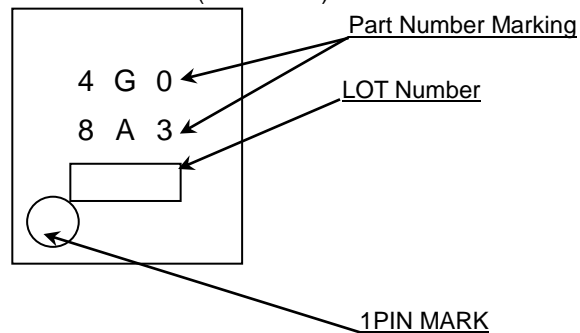 Part Number Marking
4 G 0
LOT Number
8 A 3
1PIN MARK